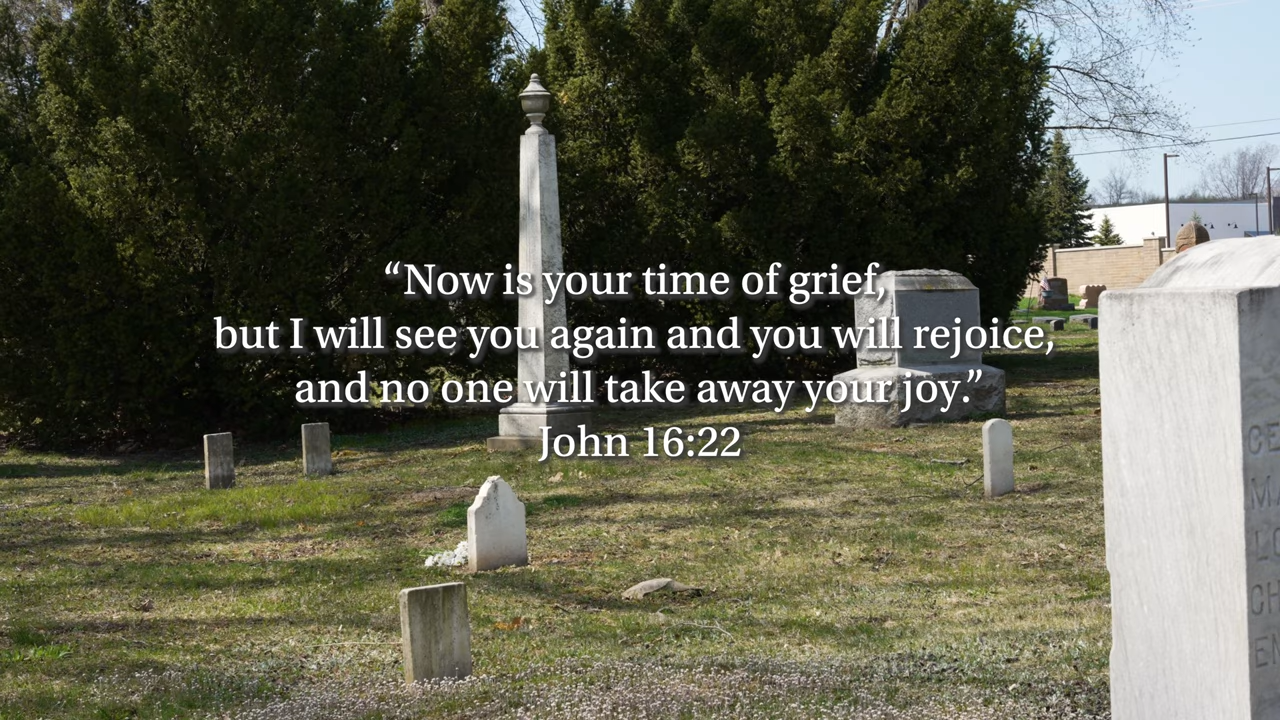 “Now is your time of grief,
but I will see you again and you will rejoice,
and no one will take away your joy.”
John 16:22